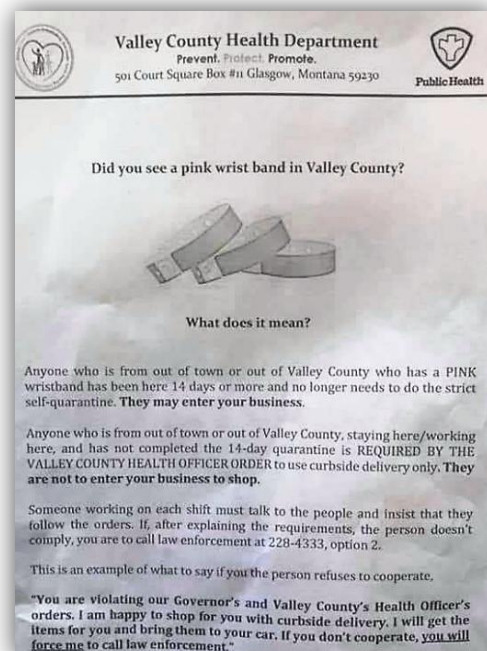 Valley County Health Department
Prevent. Protect. Promote.
501 Court Square Box #11 Glasgow, Montana 59230
Public Health
Did you see a pink wrist band in Valley County?
What does it mean?
Anyone who is from out of town or out of Valley County who has a PINK
wristband has been here 14 days or more and no longer needs to do the strict
self-quarantine. They may enter your business.
Anyone who is from out of town or out of Valley County, staying here/working
here, and has not completed the 14-day quarantine is REQUIRED BY THE
VALLEY COUNTY HEALTH OFFICER ORDER to use curbside delivery only. They
are not to enter your business to shop.
Someone working on each shift must talk to the people and insist that they
follow the orders. If, after explaining the requirements, the person doesn't
comply, you are to call law enforcement at 228-4333, option 2.
This is an example of what to say if you the person refuses to cooperate.
"You are violating our Governor's and Valley County's Health Officer's
orders. I am happy to shop for you with curbside delivery. I will get the
items for you and bring them to your car. If you don't cooperate, you will
force me to call law enforcement."